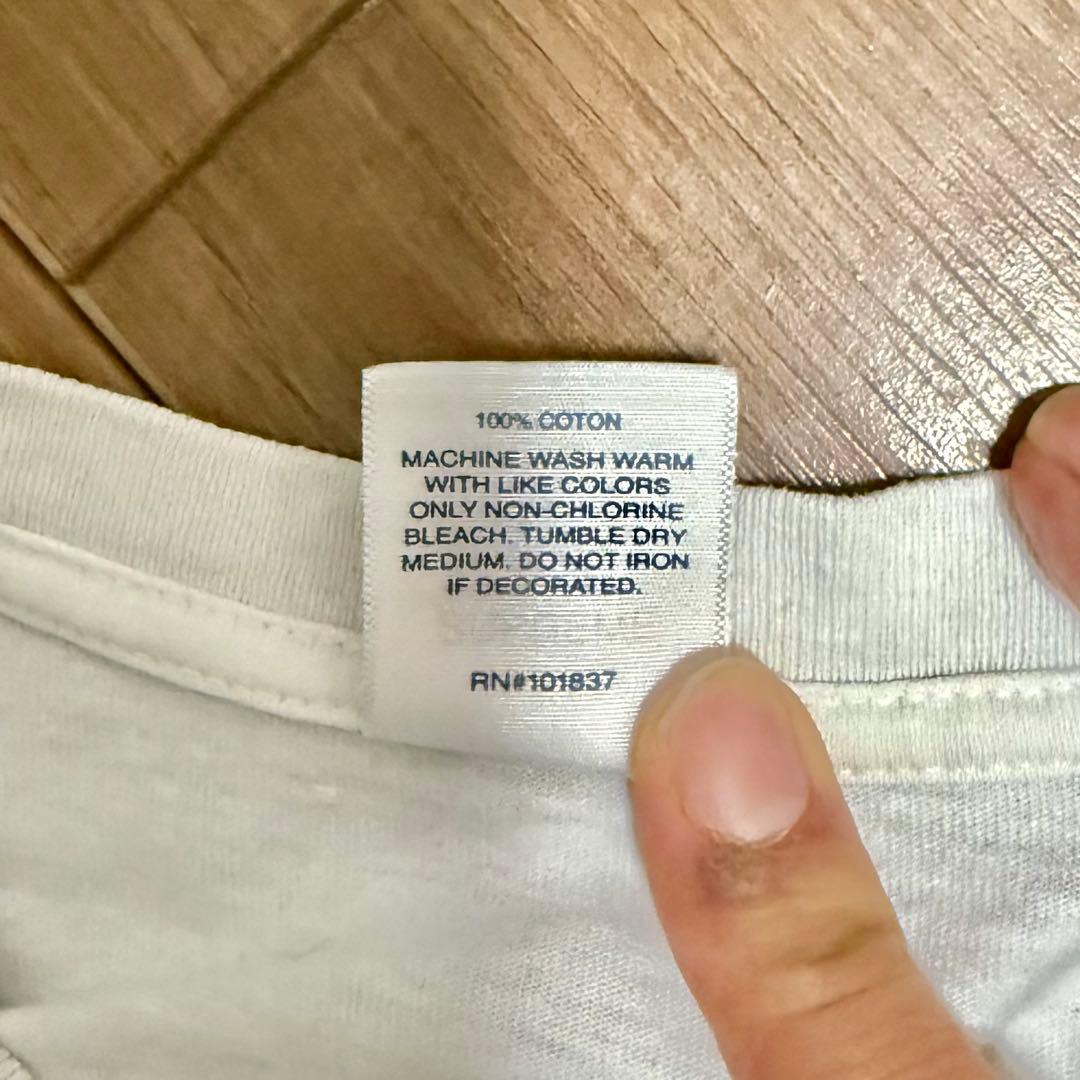 100% COTON
MACHINE WASH WARM
WITH LIKE COLORS
ONLY NON-CHLORINE
BLEACH. TUMBLE DRY
MEDIUM. DO NOT IRON
IF DECORATED.
RN#101837